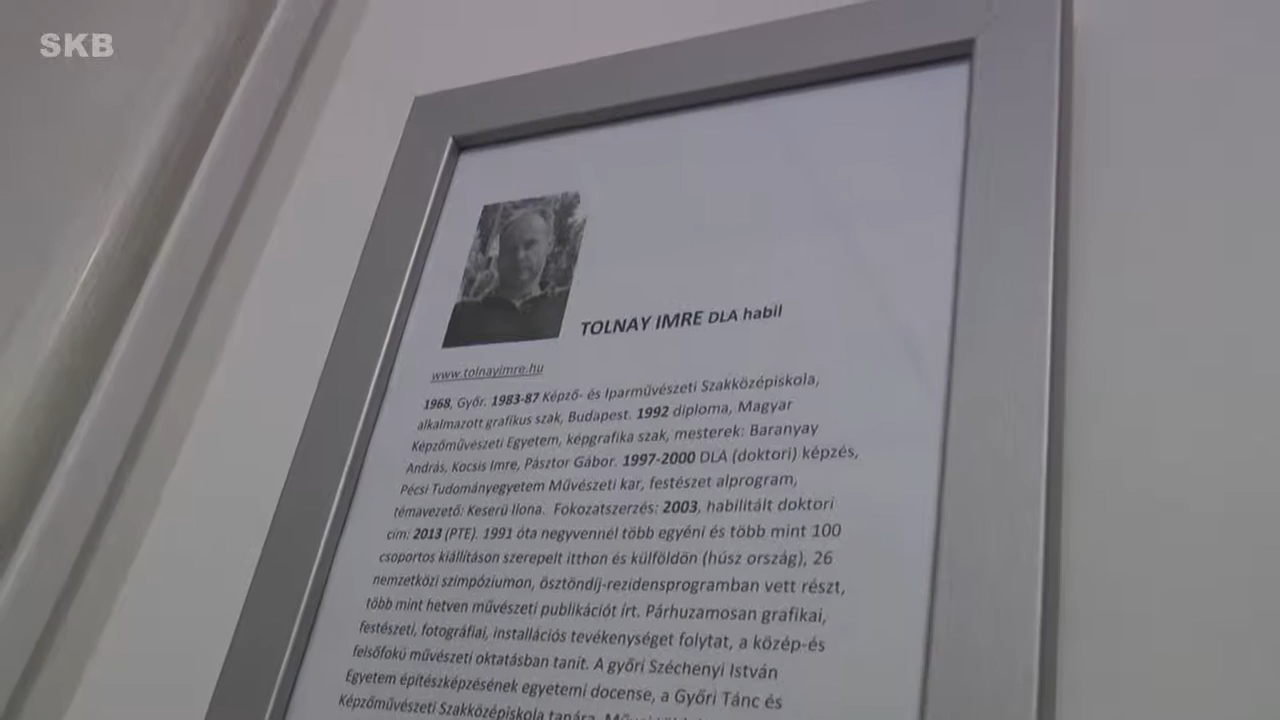 SKB
TOLNAY IMRE DLA habil
www.tolnayimre.hu
1968, Győr. 1983-87 Képző- és Iparművészeti Szakközépiskola,
alkalmazott grafikus szak, Budapest. 1992 diploma, Magyar
Képzőművészeti Egyetem, képgrafika szak, mesterek: Baranyay
András, Kocsis Imre, Pásztor Gábor. 1997-2000 DLA (doktori) képzés,
Pécsi Tudományegyetem Művészeti kar, festészet alprogram,
témavezető: Keserü Ilona. Fokozatszerzés: 2003, habilitált doktori
cím: 2013 (PTE). 1991 óta negyvennél több egyéni és több mint 100
csoportos kiállításon szerepelt itthon és külföldön (húsz ország), 26
nemzetközi szimpóziumon, ösztöndíj-rezidensprogramban vett részt,
több mint hetven művészeti publikációt írt. Párhuzamosan grafikai,
festészeti, fotográfiai, installációs tevékenységet folytat, a közép-és
felsőfokú művészeti oktatásban tanít. A győri Széchenyi István
Egyetem építészképzésének egyetemi docense, a Győri Tánc és
Képzőművészeti Szakközépiskola tanára.